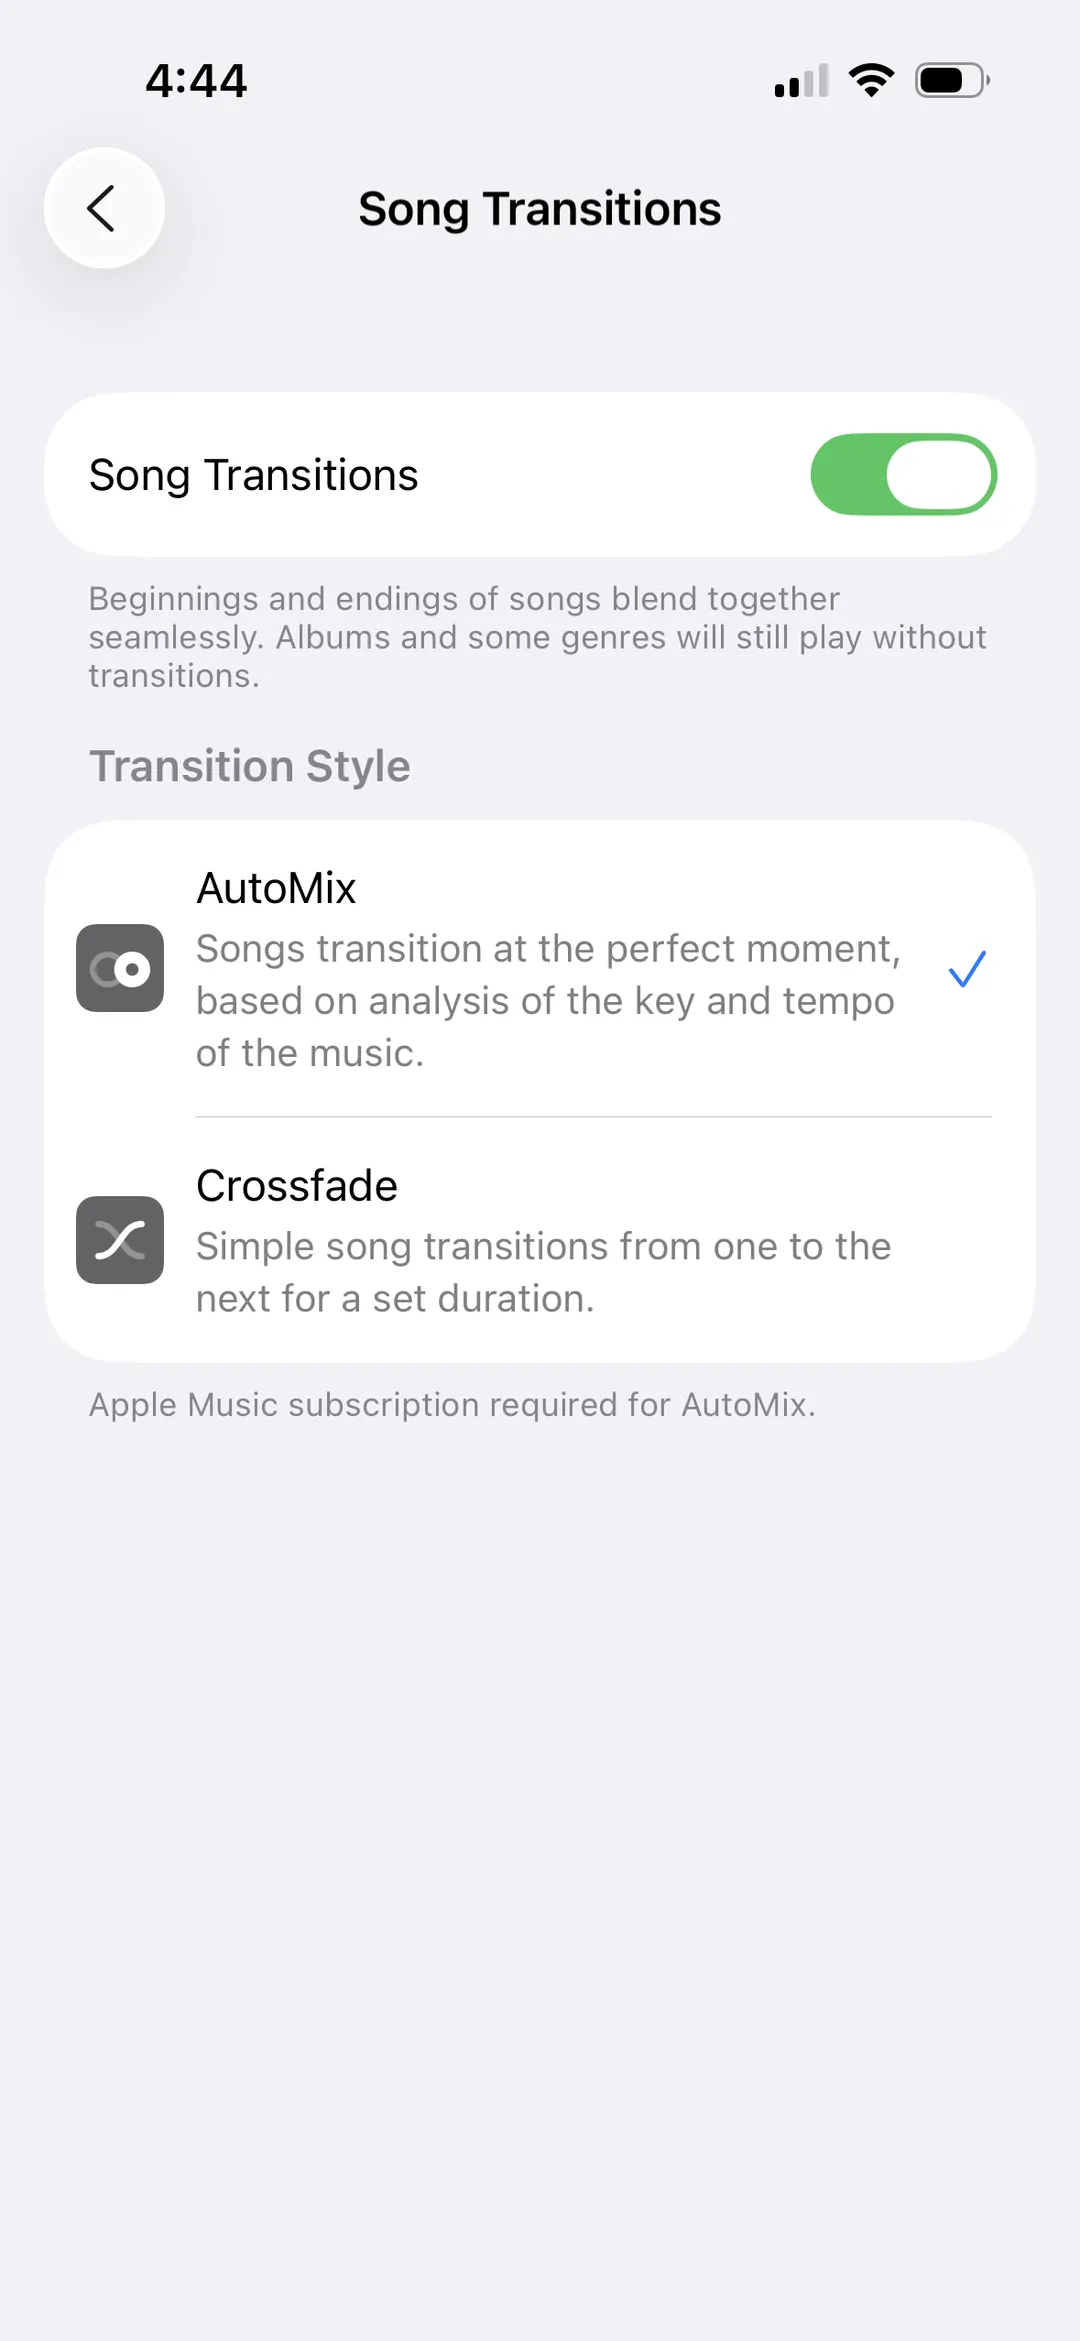 4:44
Song Transitions
Song Transitions
Beginnings and endings of songs blend together
seamlessly. Albums and some genres will still play without
transitions.
Transition Style
AutoMix
Songs transition at the perfect moment,
based on analysis of the key and tempo
of the music.
Crossfade
Simple song transitions from one to the
next for a set duration.
Apple Music subscription required for AutoMix.